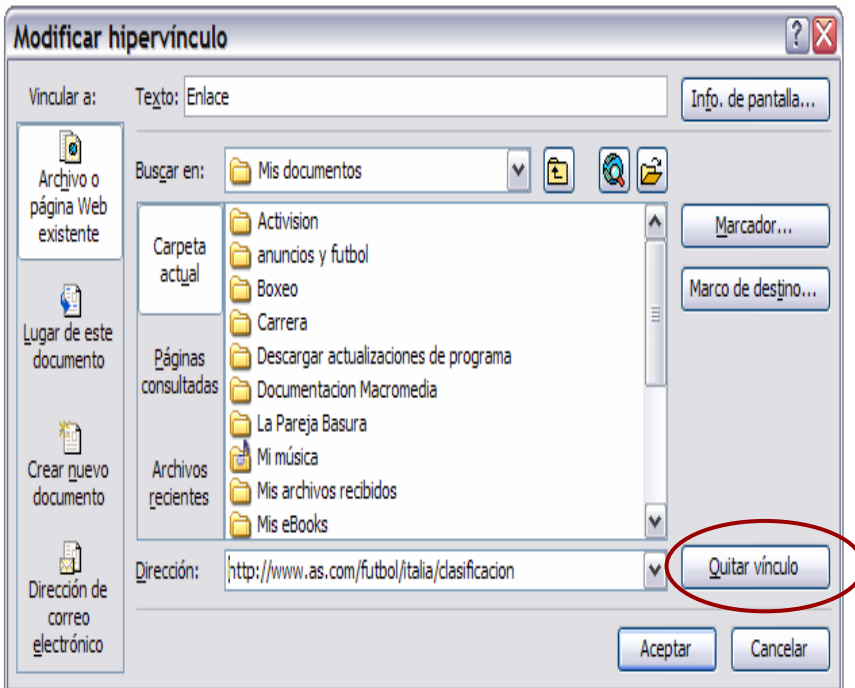 Modificar hipervínculo
Vincular a:
Texto: Enlace
Info. de pantalla...
Archivo o
página Web
existente
Lugar de este
documento
Crear nuevo
documento
Dirección de
correo
electrónico
Buscar en: Mis documentos
Carpeta
actual
Páginas
consultadas
Archivos
recientes
Activision
anuncios y futbol
Boxeo
Carrera
Descargar actualizaciones de programa
Documentacion Macromedia
La Pareja Basura
Mi música
Mis archivos recibidos
Mis eBooks
Marcador...
Marco de destino...
Dirección: http://www.as.com/futbol/italia/clasificacion
Quitar vínculo
Aceptar
Cancelar